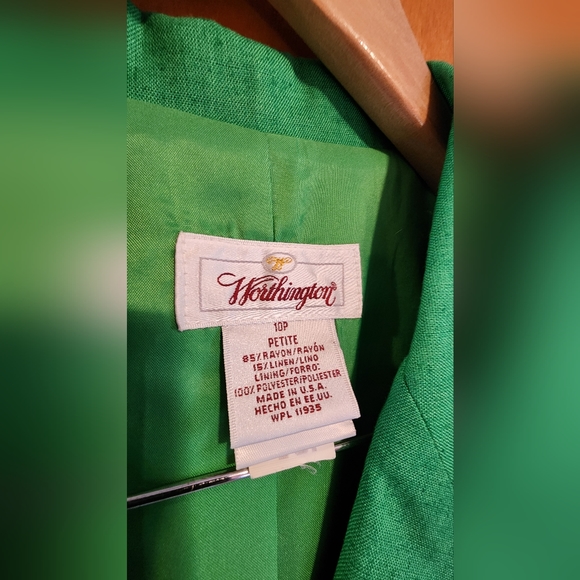 Worthington
10P
PETITE
85% RAYON/RAYÓN
15% LINEN/LINO
LINING/FORRO:
100% POLYESTER/POLIESTER
MADE IN U.S.A.
HECHO EN EE.UU.
WPL 11935